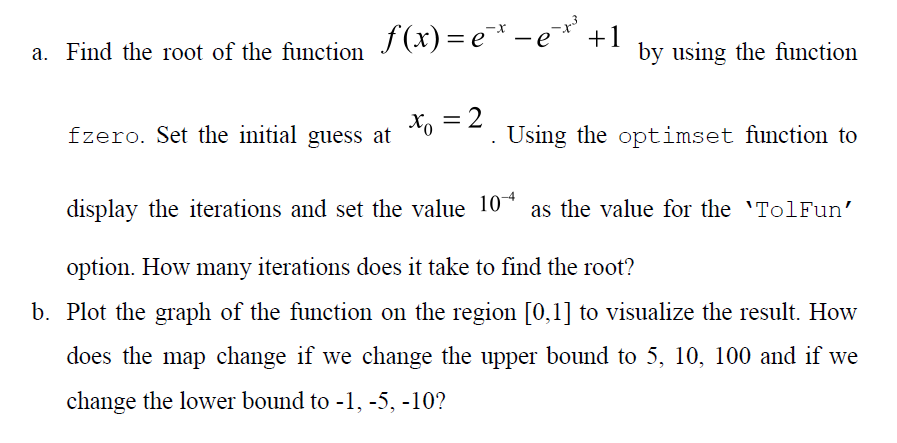 a. Find the root of the function f(x) = e^{-x} - e^{-x^3} + 1 by using the function
fzero. Set the initial guess at x_0 = 2. Using the optimset function to
display the iterations and set the value 10^{-4} as the value for the ‵TolFun′
option. How many iterations does it take to find the root?
b. Plot the graph of the function on the region [0,1] to visualize the result. How
does the map change if we change the upper bound to 5, 10, 100 and if we
change the lower bound to -1, -5, -10?